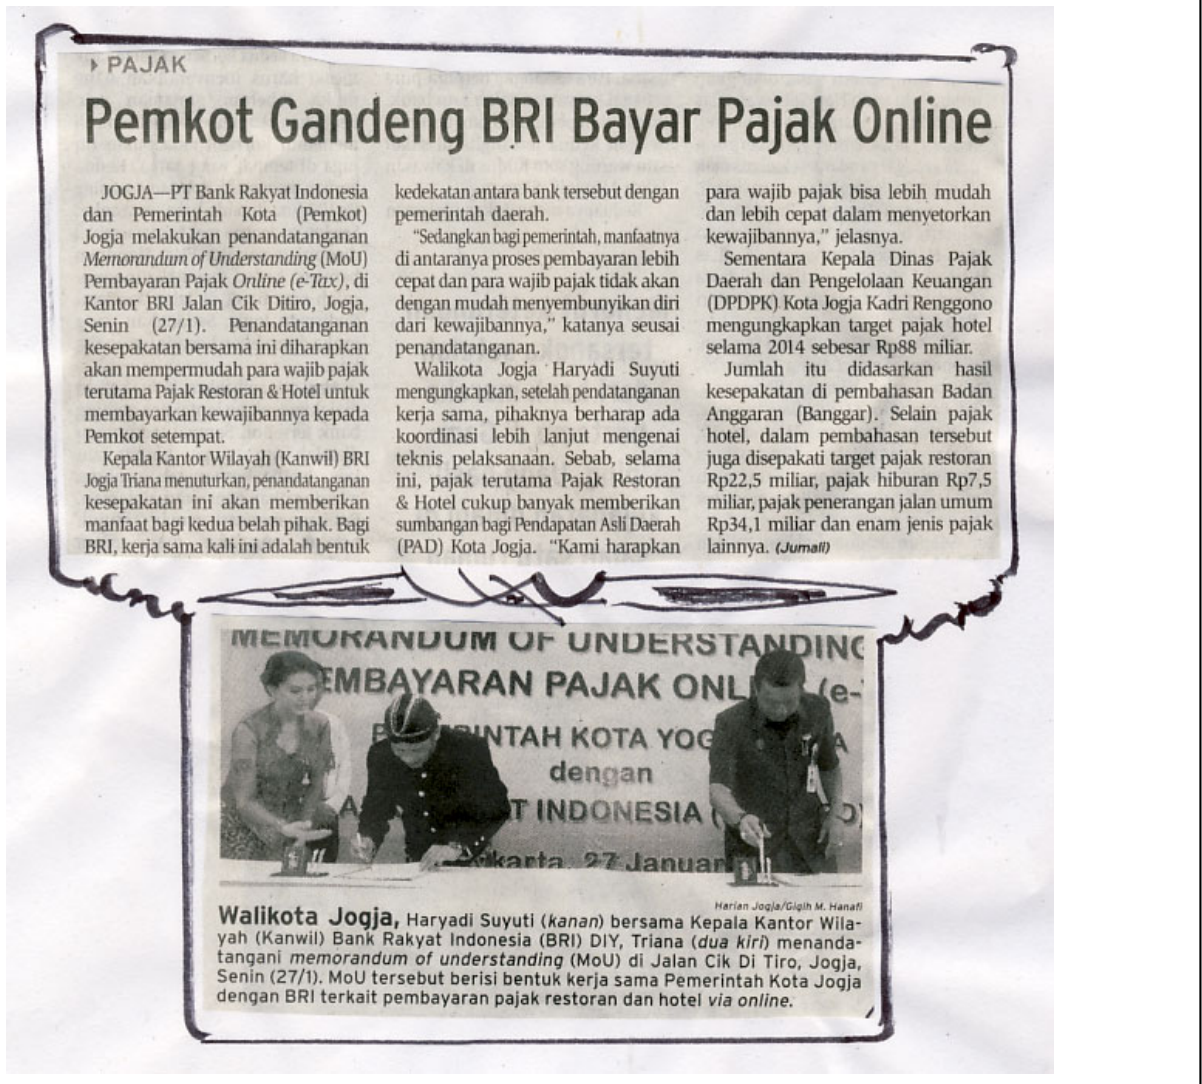 PAJAK
Pemkot Gandeng BRI Bayar Pajak Online
JOGJA—PT Bank Rakyat Indonesia
dan Pemerintah Kota (Pemkot)
Jogja melakukan penandatanganan
Memorandum of Understanding (MoU)
Pembayaran Pajak Online (e-Tax), di
Kantor BRI Jalan Cik Ditiro, Jogja,
Senin (27/1). Penandatanganan
kesepakatan bersama ini diharapkan
akan mempermudah para wajib pajak
terutama Pajak Restoran & Hotel untuk
membayarkan kewajibannya kepada
Pemkot setempat.
Kepala Kantor Wilayah (Kanwil) BRI
Jogja Triana menuturkan, penandatanganan
kesepakatan ini akan memberikan
manfaat bagi kedua belah pihak. Bagi
BRI, kerja sama kali ini adalah bentuk
kedekatan antara bank tersebut dengan
pemerintah daerah.
“Sedangkan bagi pemerintah, manfaatnya
di antaranya proses pembayaran lebih
cepat dan para wajib pajak tidak akan
dengan mudah menyembunyikan diri
dari kewajibannya,” katanya seusai
penandatanganan.
Walikota Jogja Haryadi Suyuti
mengungkapkan, setelah pendatanganan
kerja sama, pihaknya berharap ada
koordinasi lebih lanjut mengenai
teknis pelaksanaan. Sebab, selama
ini, pajak terutama Pajak Restoran
& Hotel cukup banyak memberikan
sumbangan bagi Pendapatan Asli Daerah
(PAD) Kota Jogja. “Kami harapkan
para wajib pajak bisa lebih mudah
dan lebih cepat dalam menyetorkan
kewajibannya,” jelasnya.
Sementara Kepala Dinas Pajak
Daerah dan Pengelolaan Keuangan
(DPDPK) Kota Jogja Kadri Renggono
mengungkapkan target pajak hotel
selama 2014 sebesar Rp88 miliar.
Jumlah itu didasarkan hasil
kesepakatan di pembahasan Badan
Anggaran (Banggar). Selain pajak
hotel, dalam pembahasan tersebut
juga disepakati target pajak restoran
Rp22,5 miliar, pajak hiburan Rp7,5
miliar, pajak penerangan jalan umum
Rp34,1 miliar dan enam jenis pajak
lainnya. (Jumali)
MEMORANDUM OF UNDERSTANDING
EMBAYARAN PAJAK ONL (e-
INTAH KOTA YOG A
dengan
T INDONESIA
karta, 27 Januar
Harian Jogja/Gigih M. Hanafi
Walikota Jogja, Haryadi Suyuti (kanan) bersama Kepala Kantor Wila-
yah (Kanwil) Bank Rakyat Indonesia (BRI) DIY, Triana (dua kiri) menanda-
tangani memorandum of understanding (MoU) di Jalan Cik Di Tiro, Jogja,
Senin (27/1). MoU tersebut berisi bentuk kerja sama Pemerintah Kota Jogja
dengan BRI terkait pembayaran pajak restoran dan hotel via online.